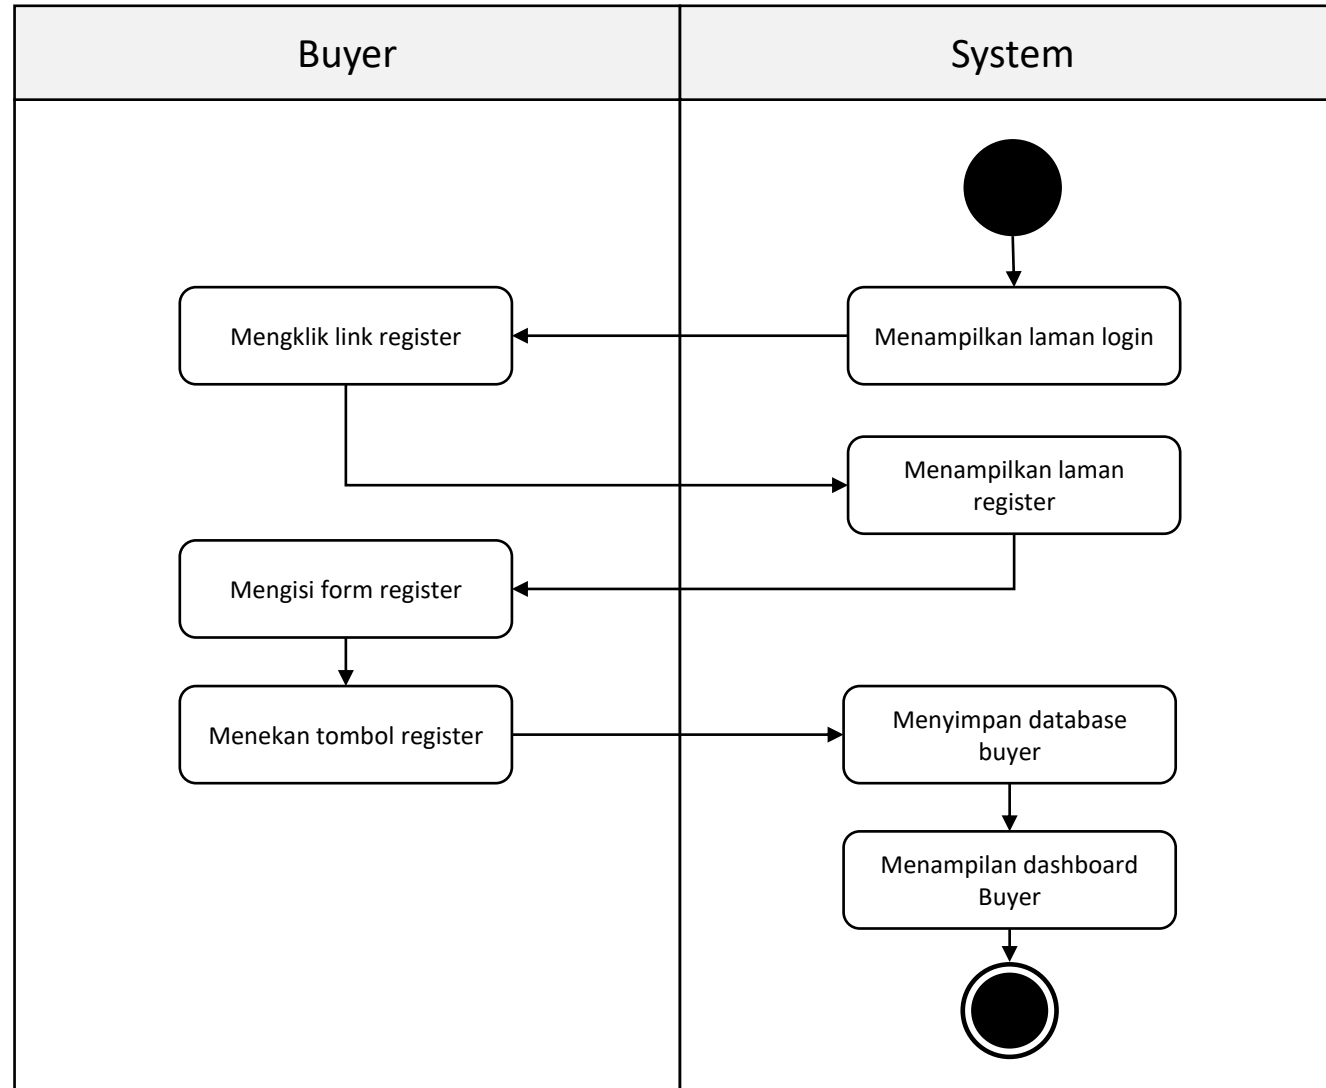 Buyer
System
Mengklik link register
Menampilkan laman login
Menampilkan laman
register
Mengisi form register
Menekan tombol register
Menyimpan database
buyer
Menampilan dashboard
Buyer